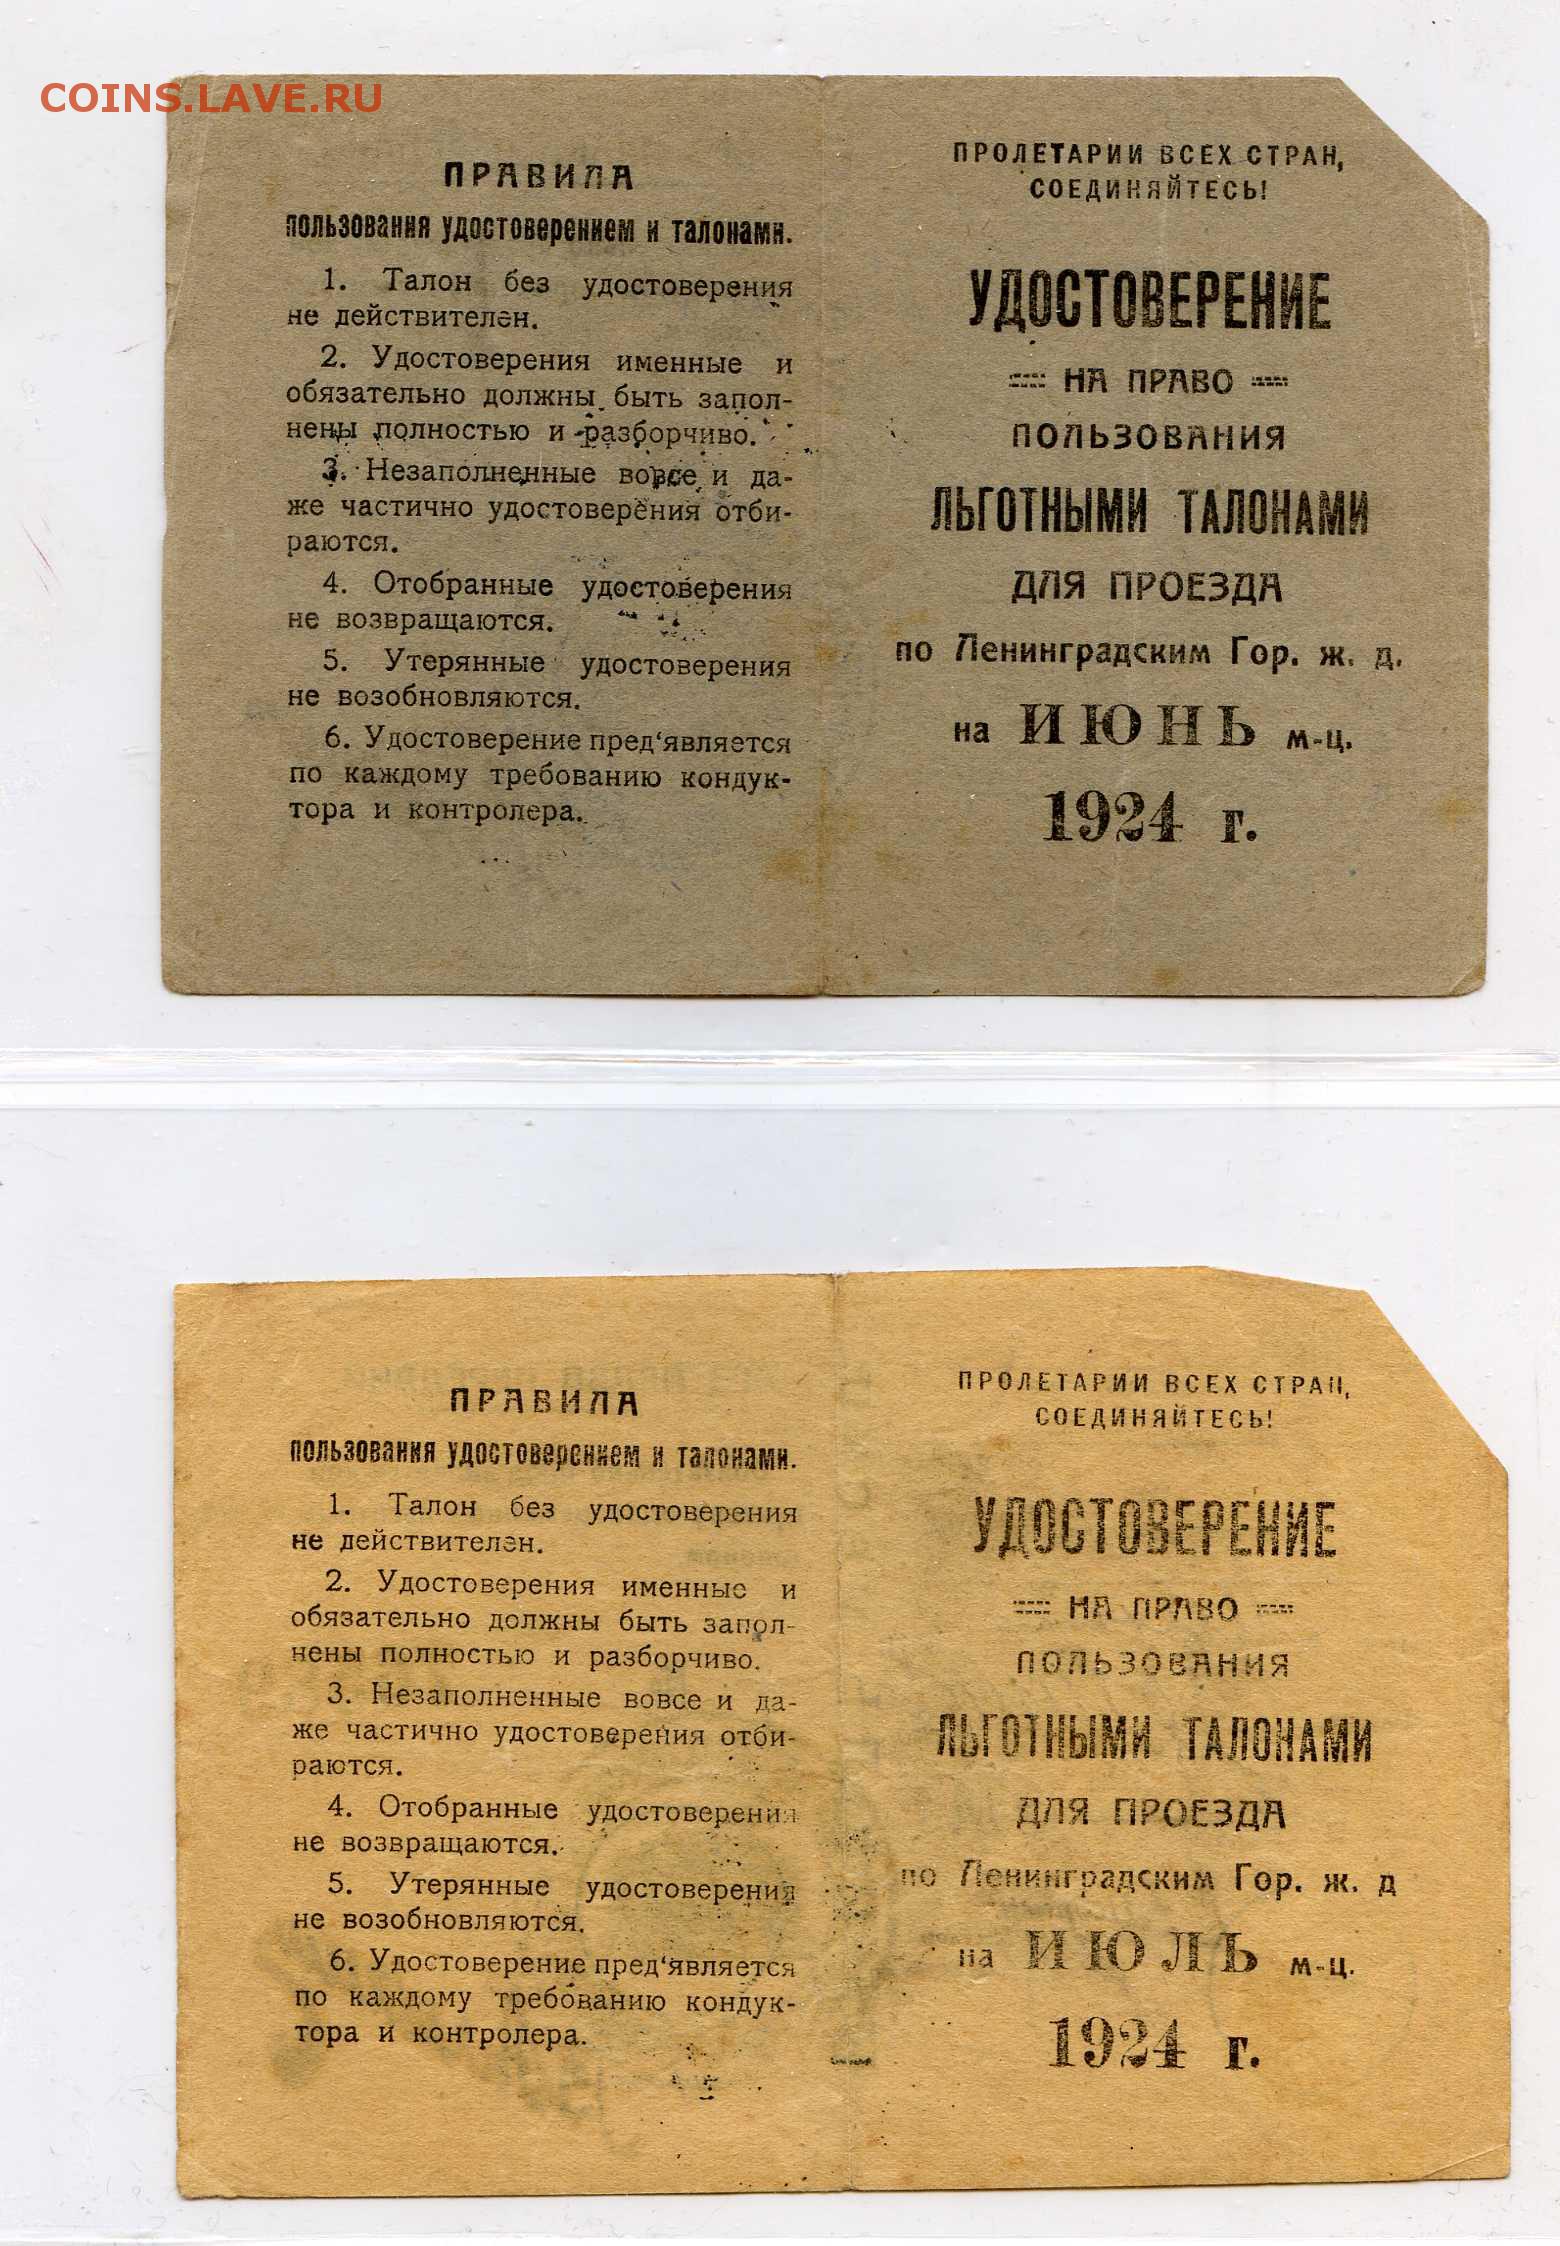 COINS.LAVE.RU
ПРАВИЛА
пользования удостоверением и талонами.
1. Талон без удостоверения
не действителен.
2. Удостоверения именные и
обязательно должны быть запол-
нены полностью и разборчиво.
3. Незаполненные вовсе и да-
же частично удостоверения отби-
раются.
4. Отобранные удостоверения
не возвращаются.
5. Утерянные удостоверения
не возобновляются.
6. Удостоверение пред‘является
по каждому требованию кондук-
тора и контролера.
ПРОЛЕТАРИИ ВСЕХ СТРАН,
СОЕДИНЯЙТЕСЬ!
УДОСТОВЕРЕНИЕ
НА ПРАВО
ПОЛЬЗОВАНИЯ
ЛЬГОТНЫМИ ТАЛОНАМИ
ДЛЯ ПРОЕЗДА
по Ленинградским Гор. ж. д.
на ИЮНЬ м-ц.
1924 г.
ПРАВИЛА
пользования удостоверением и талонами.
1. Талон без удостоверения
не действителен.
2. Удостоверения именные и
обязательно должны быть запол-
нены полностью и разборчиво.
3. Незаполненные вовсе и да-
же частично удостоверения отби-
раются.
4. Отобранные удостоверения
не возвращаются.
5. Утерянные удостоверения
не возобновляются.
6. Удостоверение пред‘является
по каждому требованию кондук-
тора и контролера.
ПРОЛЕТАРИИ ВСЕХ СТРАН,
СОЕДИНЯЙТЕСЬ!
УДОСТОВЕРЕНИЕ
НА ПРАВО
ПОЛЬЗОВАНИЯ
ЛЬГОТНЫМИ ТАЛОНАМИ
ДЛЯ ПРОЕЗДА
по Ленинградским Гор. ж. д
на ИЮЛЬ м-ц.
1924 г.